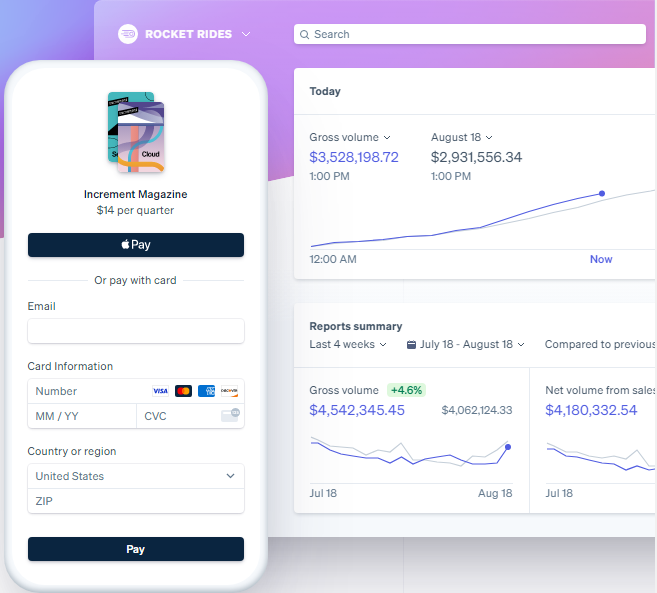 ROCKET RIDES
Search
Cloud
Increment Magazine
$14 per quarter
Pay
Or pay with card
Email
Card Information
Number VISA
MM / YY CVC
Country or region
United States
ZIP
Pay
Today
Gross volume August 18
$3,528,198.72 $2,931,556.34
1:00 PM 1:00 PM
12:00 AM Now
Reports summary
Last 4 weeks July 18 - August 18 Compared to previous
Gross volume +4.6% Net volume from sales
$4,542,345.45 $4,062,124.33 $4,180,332.54
Jul 18 Aug 18 Jul 18